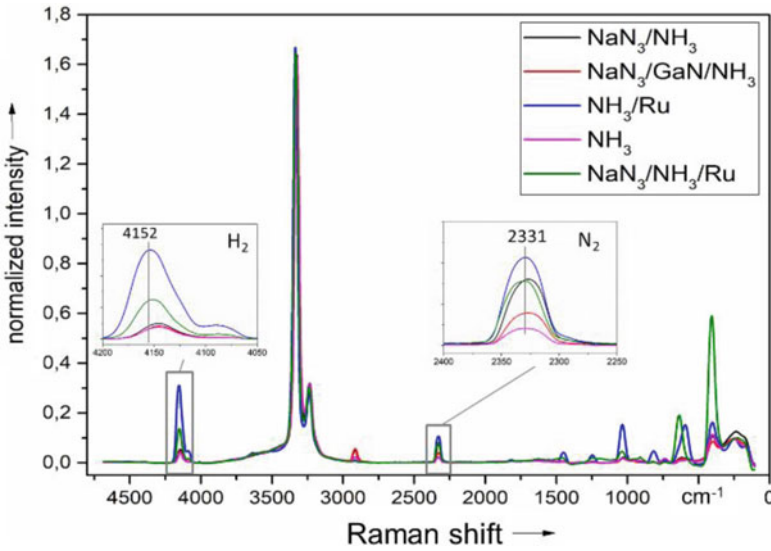 NaN₃/NH₃
NaN₃/GaN/NH₃
NH₃/Ru
NH₃
NaN₃/NH₃/Ru
normalized intensity →
1,8
1,6
1,4
1,2
1,0
0,8
0,6
0,4
0,2
0,0
4152
H₂
4200 4150 4100 4050
2331
N₂
2400 2350 2300 2250
4500 4000 3500 3000 2500 2000 1500 1000 cm⁻¹ 0
Raman shift →